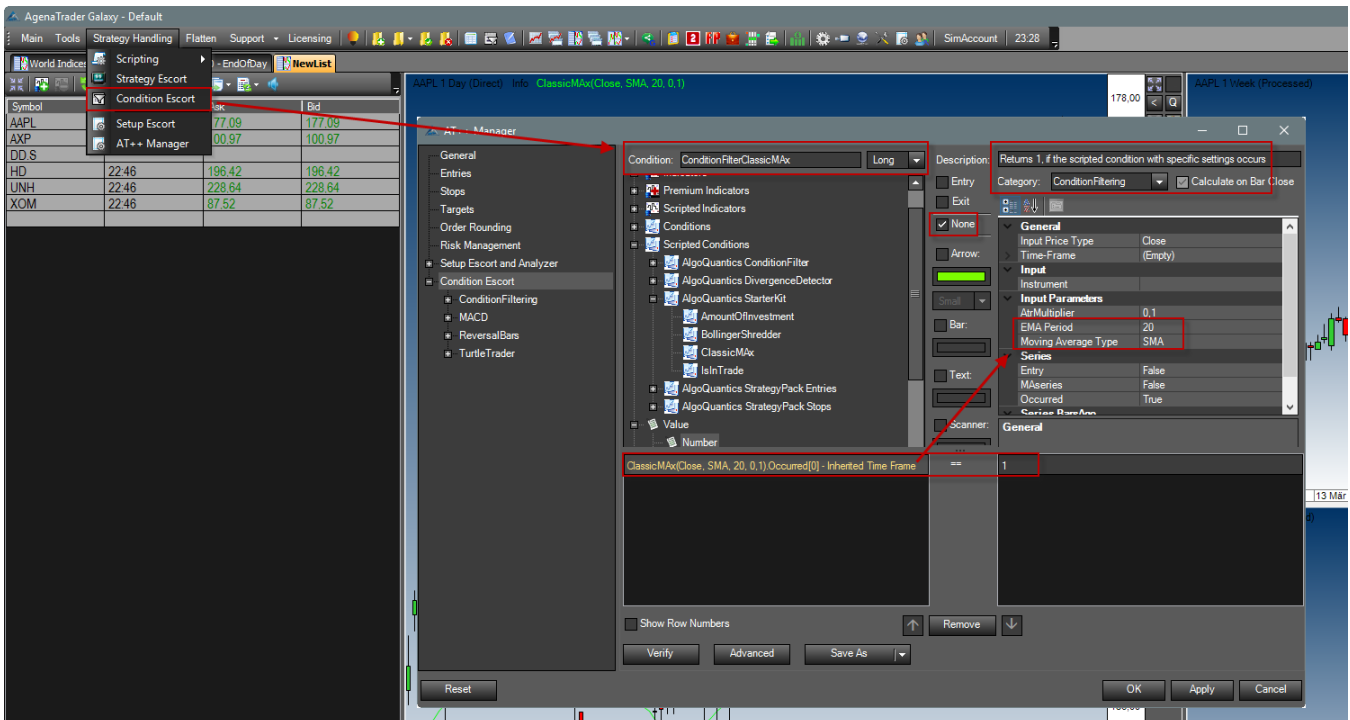 AgenaTrader Galaxy - Default
Main Tools Strategy Handling Flatten Support Licensing SimAccount 23:28
World Indices - EndOfDay NewList
Scripting
Strategy Escort
Condition Escort
Setup Escort
AT++ Manager
Symbol Ask Bid
AAPL 177.09 177.09
AXP 100.97 100.97
DD.S
HD 22:46 196.42 196.42
UNH 22:46 228.64 228.64
XOM 22:46 87.52 87.52
AAPL 1 Day (Direct) Info ClassicMAx(Close, SMA, 20, 0,1)
178,00
< Q
AAPL 1 Week (Processed)
AT++ Manager
General
Entries
Stops
Targets
Order Rounding
Risk Management
Setup Escort and Analyzer
Condition Escort
ConditionFiltering
MACD
ReversalBars
TurtleTrader
Condition: ConditionFilterClassicMAx Long
Premium Indicators
Scripted Indicators
Conditions
Scripted Conditions
AlgoQuantics ConditionFilter
AlgoQuantics DivergenceDetector
AlgoQuantics StarterKit
AmountOfInvestment
BollingerShredder
ClassicMAx
IsInTrade
AlgoQuantics StrategyPack Entries
AlgoQuantics StrategyPack Stops
Value
Number
Description: Returns 1, if the scripted condition with specific settings occurs
Entry
Exit
None
Arrow:
Small
Bar:
Text:
Scanner:
...
Category: ConditionFiltering Calculate on Bar Close
General
Input Price Type Close
Time-Frame (Empty)
Input
Instrument
Input Parameters
AtrMultiplier 0,1
EMA Period 20
Moving Average Type SMA
Series
Entry False
MAseries False
Occurred True
Series BarsAgo
General
ClassicMAx(Close, SMA, 20, 0,1).Occurred[0] - Inherited Time Frame == 1
Show Row Numbers
Remove
Verify Advanced Save As
Reset
OK Apply Cancel
13 Mär